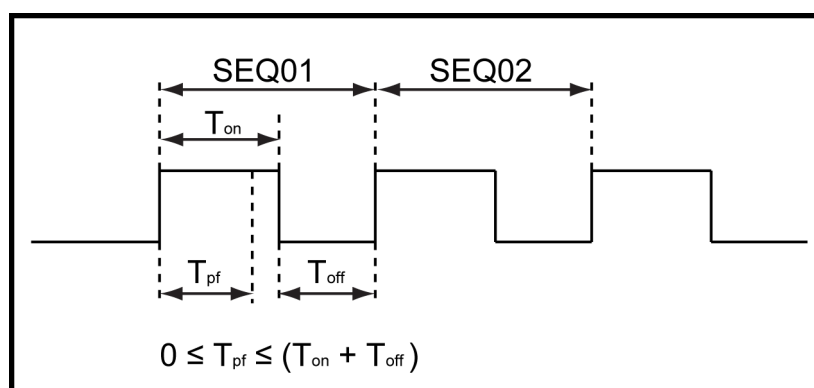 SEQ01 SEQ02
Ton
Tpf Toff
0 ≤ Tpf ≤ (Ton + Toff)